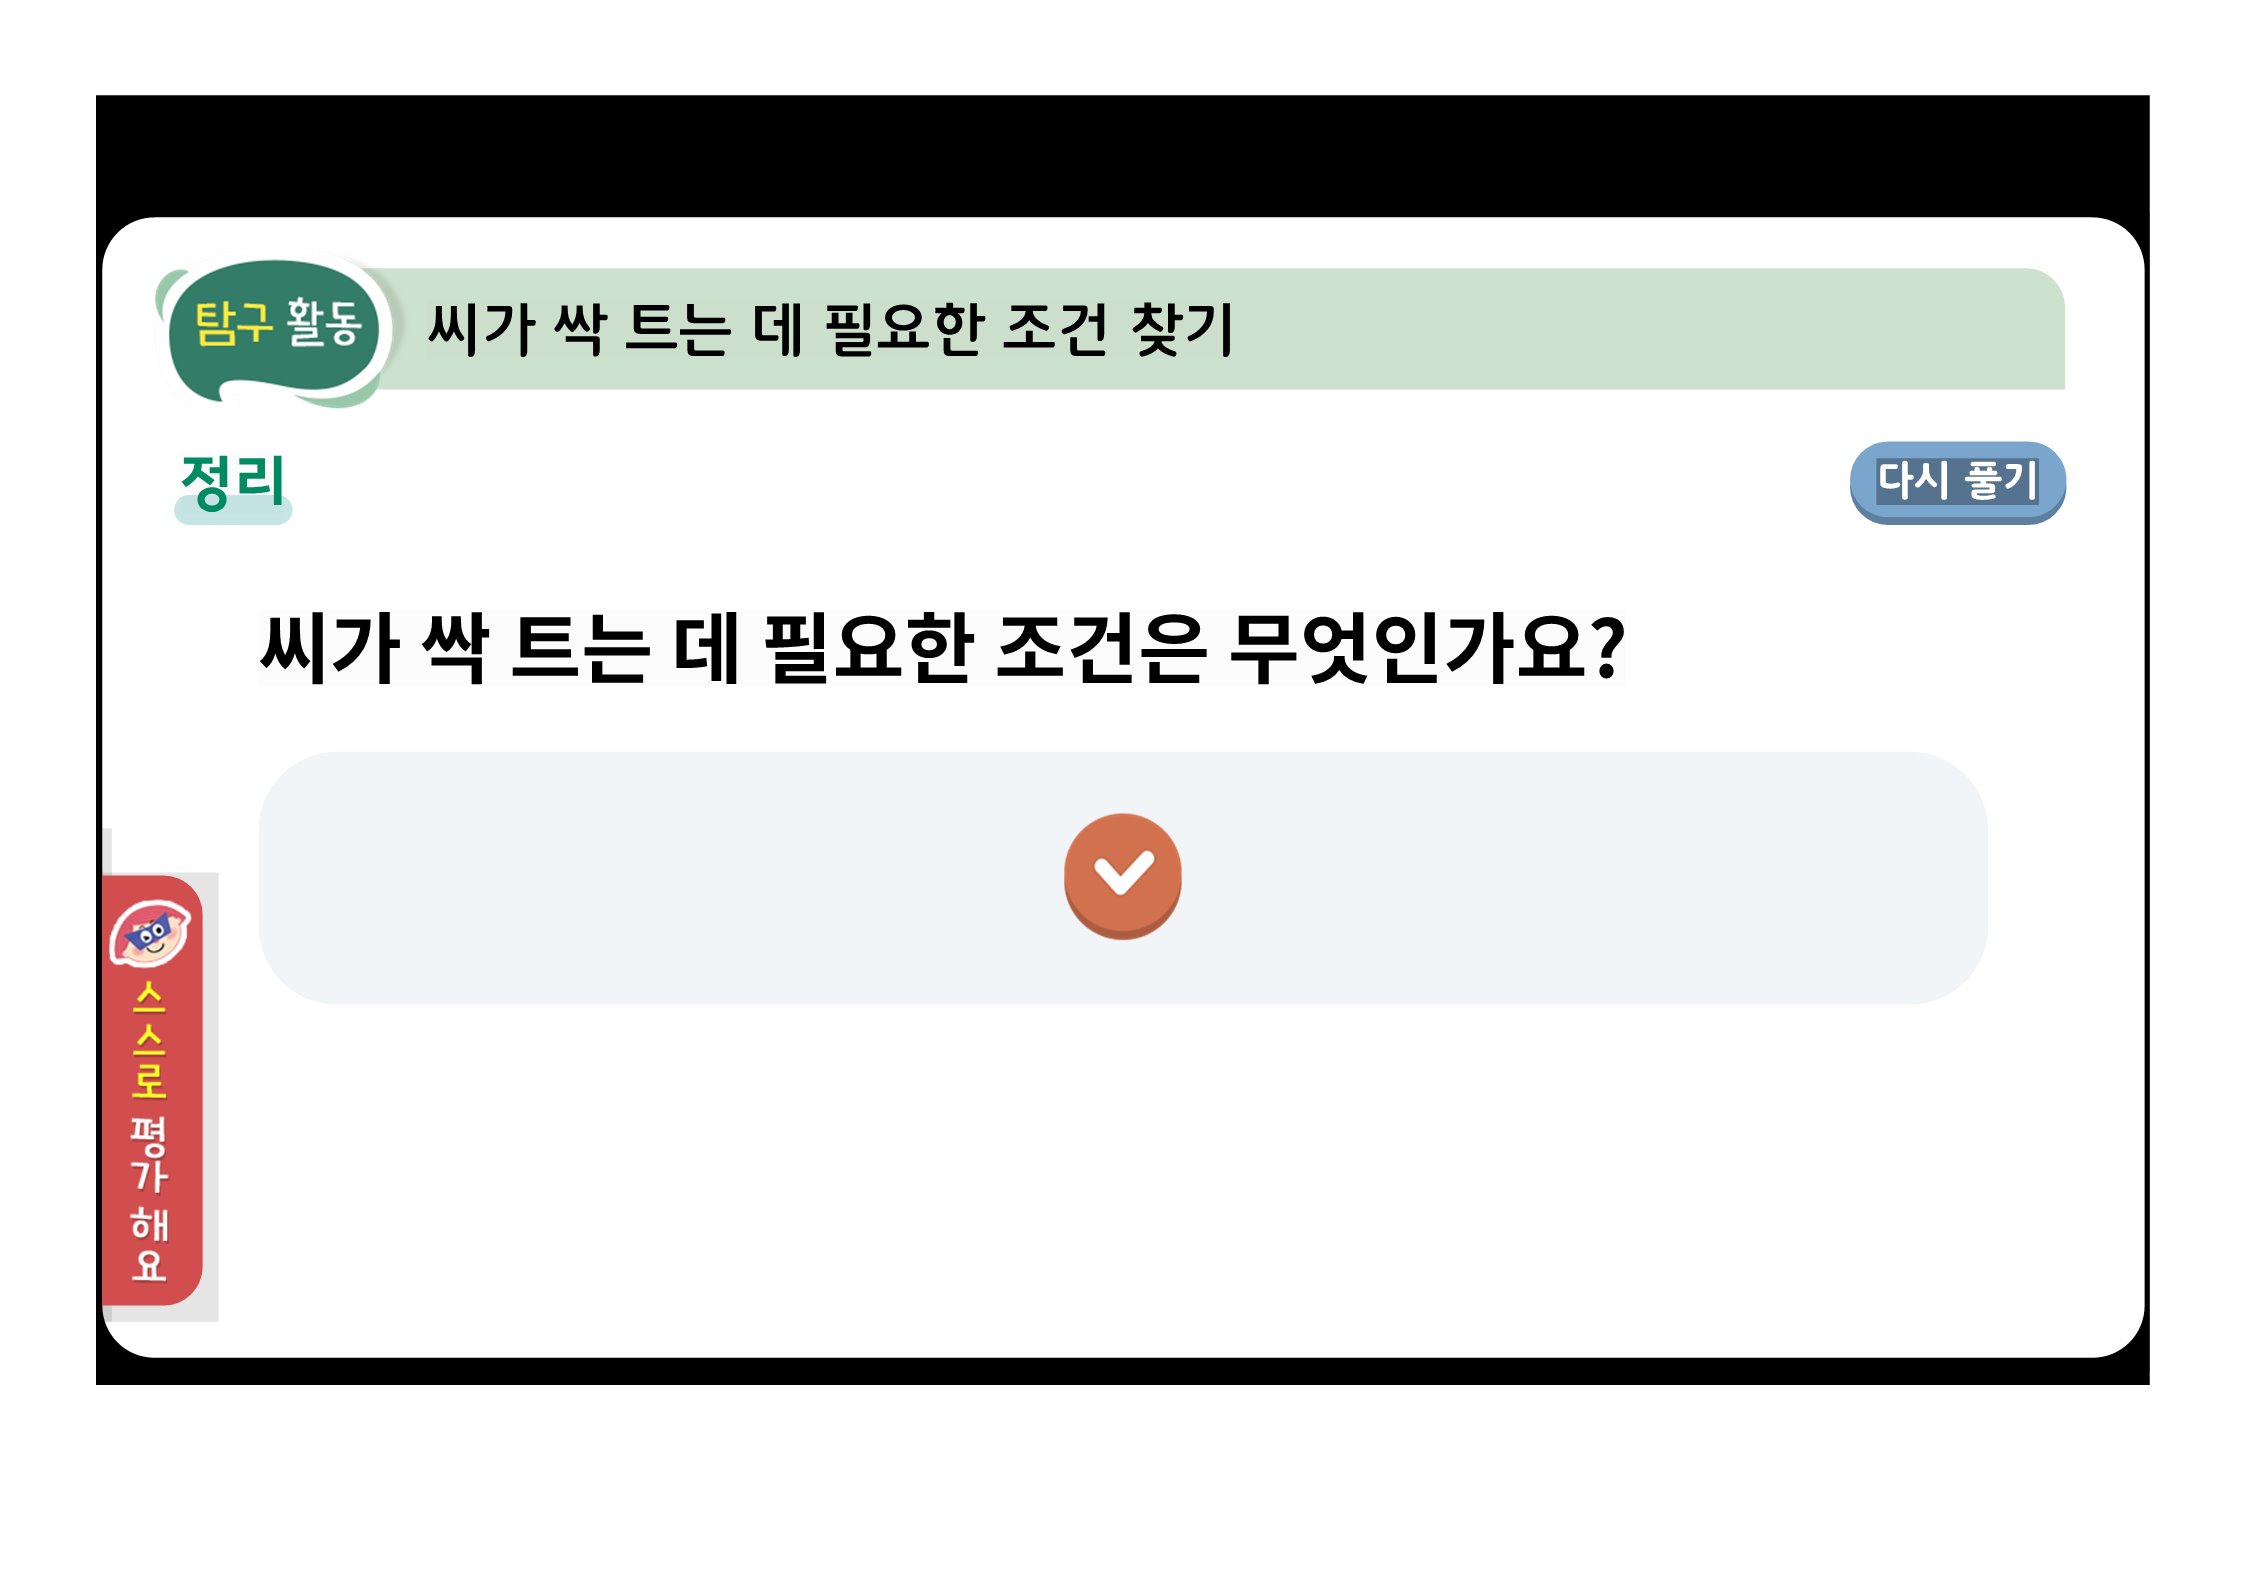 탐구 활동
씨가 싹 트는 데 필요한 조건 찾기
정리
다시 풀기
씨가 싹 트는 데 필요한 조건은 무엇인가요?
스스로 평가해요